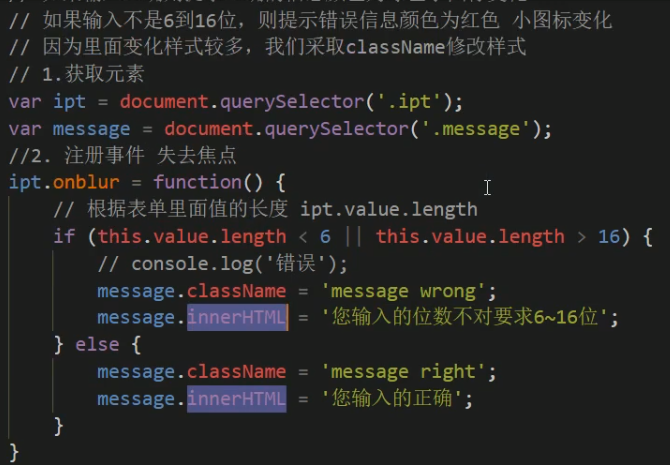 // 如果输入不是6到16位，则提示错误信息颜色为红色 小图标变化
// 因为里面变化样式较多，我们采取className修改样式
// 1.获取元素
var ipt = document.querySelector('.ipt');
var message = document.querySelector('.message');
//2. 注册事件 失去焦点
ipt.onblur = function() {
// 根据表单里面值的长度 ipt.value.length
if (this.value.length < 6 || this.value.length > 16) {
// console.log('错误');
message.className = 'message wrong';
message.innerHTML = '您输入的位数不对要求6~16位';
} else {
message.className = 'message right';
message.innerHTML = '您输入的正确';
}
}